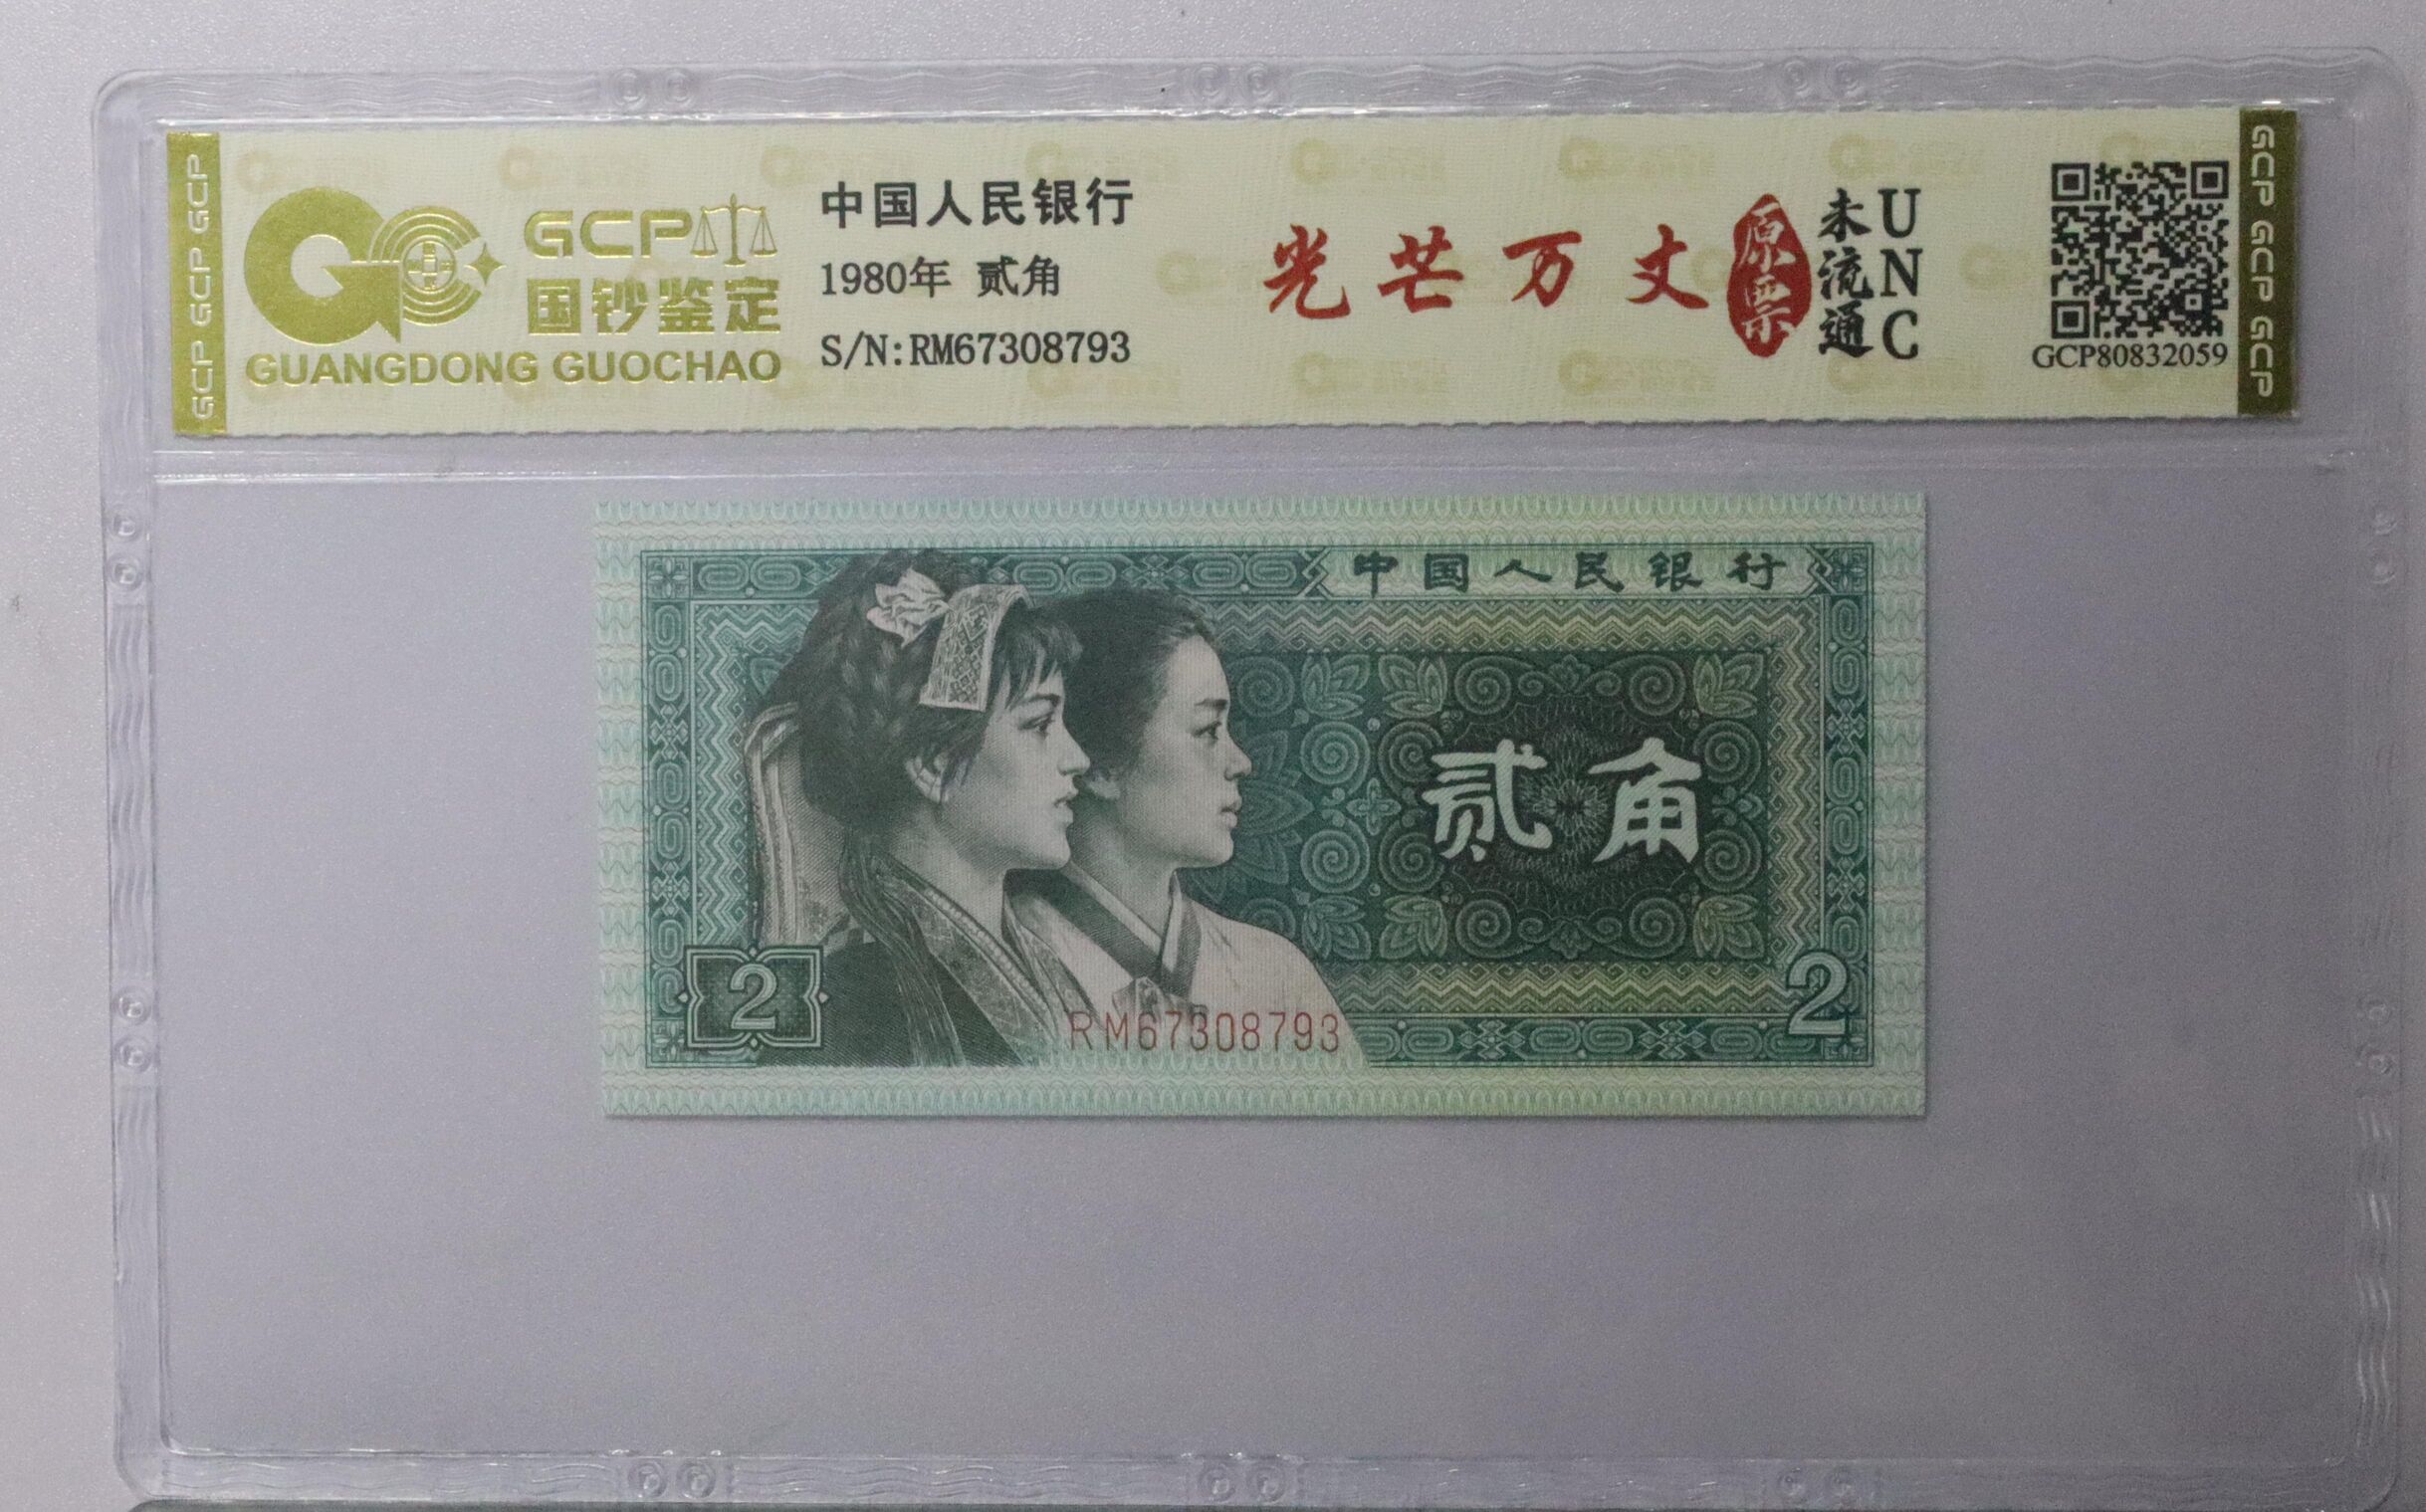 GCP GCP GCP
GCP
国钞鉴定
GUANGDONG GUOCHAO
中国人民银行
1980年 贰角
S/N:RM67308793
光芒万丈
原票
未流通
UNC
GCP80832059
GCP GCP GCP
中国人民银行
贰角
2
RM67308793
2